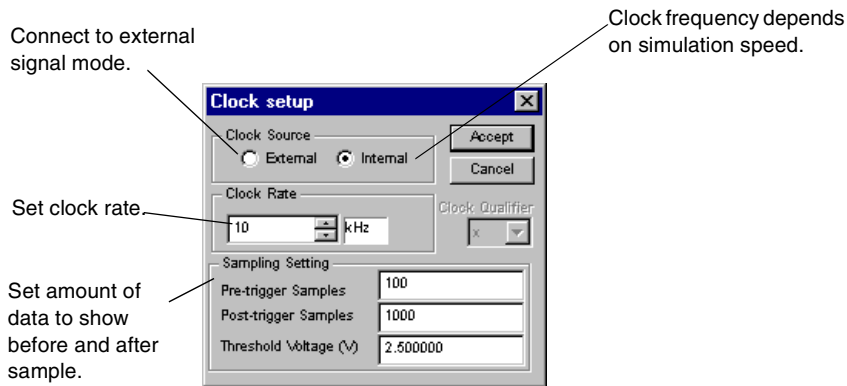 Clock frequency depends
on simulation speed.
Connect to external
signal mode.
Clock setup
Clock Source
External
Internal
Accept
Cancel
Clock Rate
10
kHz
Clock Qualifier
x
Set clock rate.
Sampling Setting
Pre-trigger Samples
100
Post-trigger Samples
1000
Threshold Voltage (V)
2.500000
Set amount of
data to show
before and after
sample.